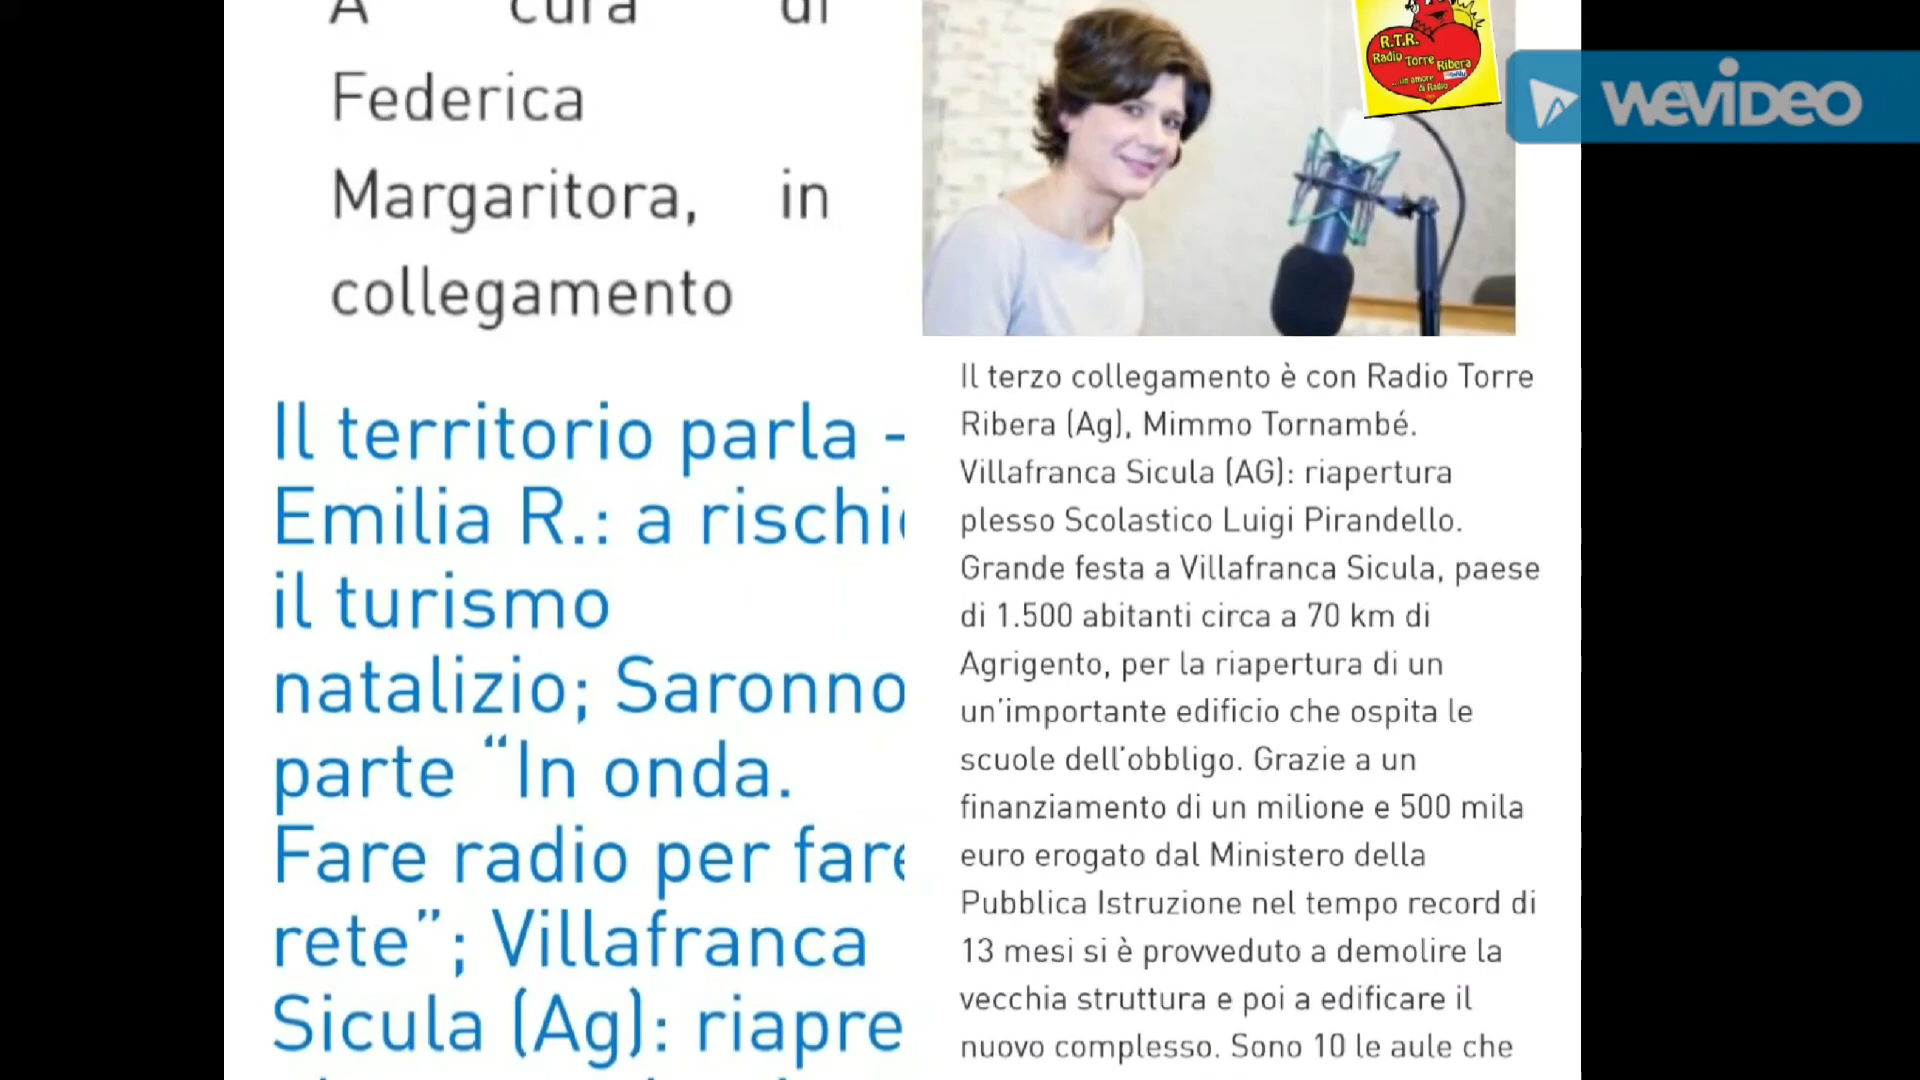 A cura di
Federica
Margaritora, in
collegamento
Il territorio parla -
Emilia R.: a rischi
il turismo
natalizio; Saronno
parte “In onda.
Fare radio per fare
rete”; Villafranca
Sicula (Ag): riapre
R.T.R.
Radio Torre Ribera
...un amore
di Radio
WEVIDEO
Il terzo collegamento è con Radio Torre
Ribera (Ag), Mimmo Tornambé.
Villafranca Sicula (AG): riapertura
plesso Scolastico Luigi Pirandello.
Grande festa a Villafranca Sicula, paese
di 1.500 abitanti circa a 70 km di
Agrigento, per la riapertura di un
un’importante edificio che ospita le
scuole dell’obbligo. Grazie a un
finanziamento di un milione e 500 mila
euro erogato dal Ministero della
Pubblica Istruzione nel tempo record di
13 mesi si è provveduto a demolire la
vecchia struttura e poi a edificare il
nuovo complesso. Sono 10 le aule che